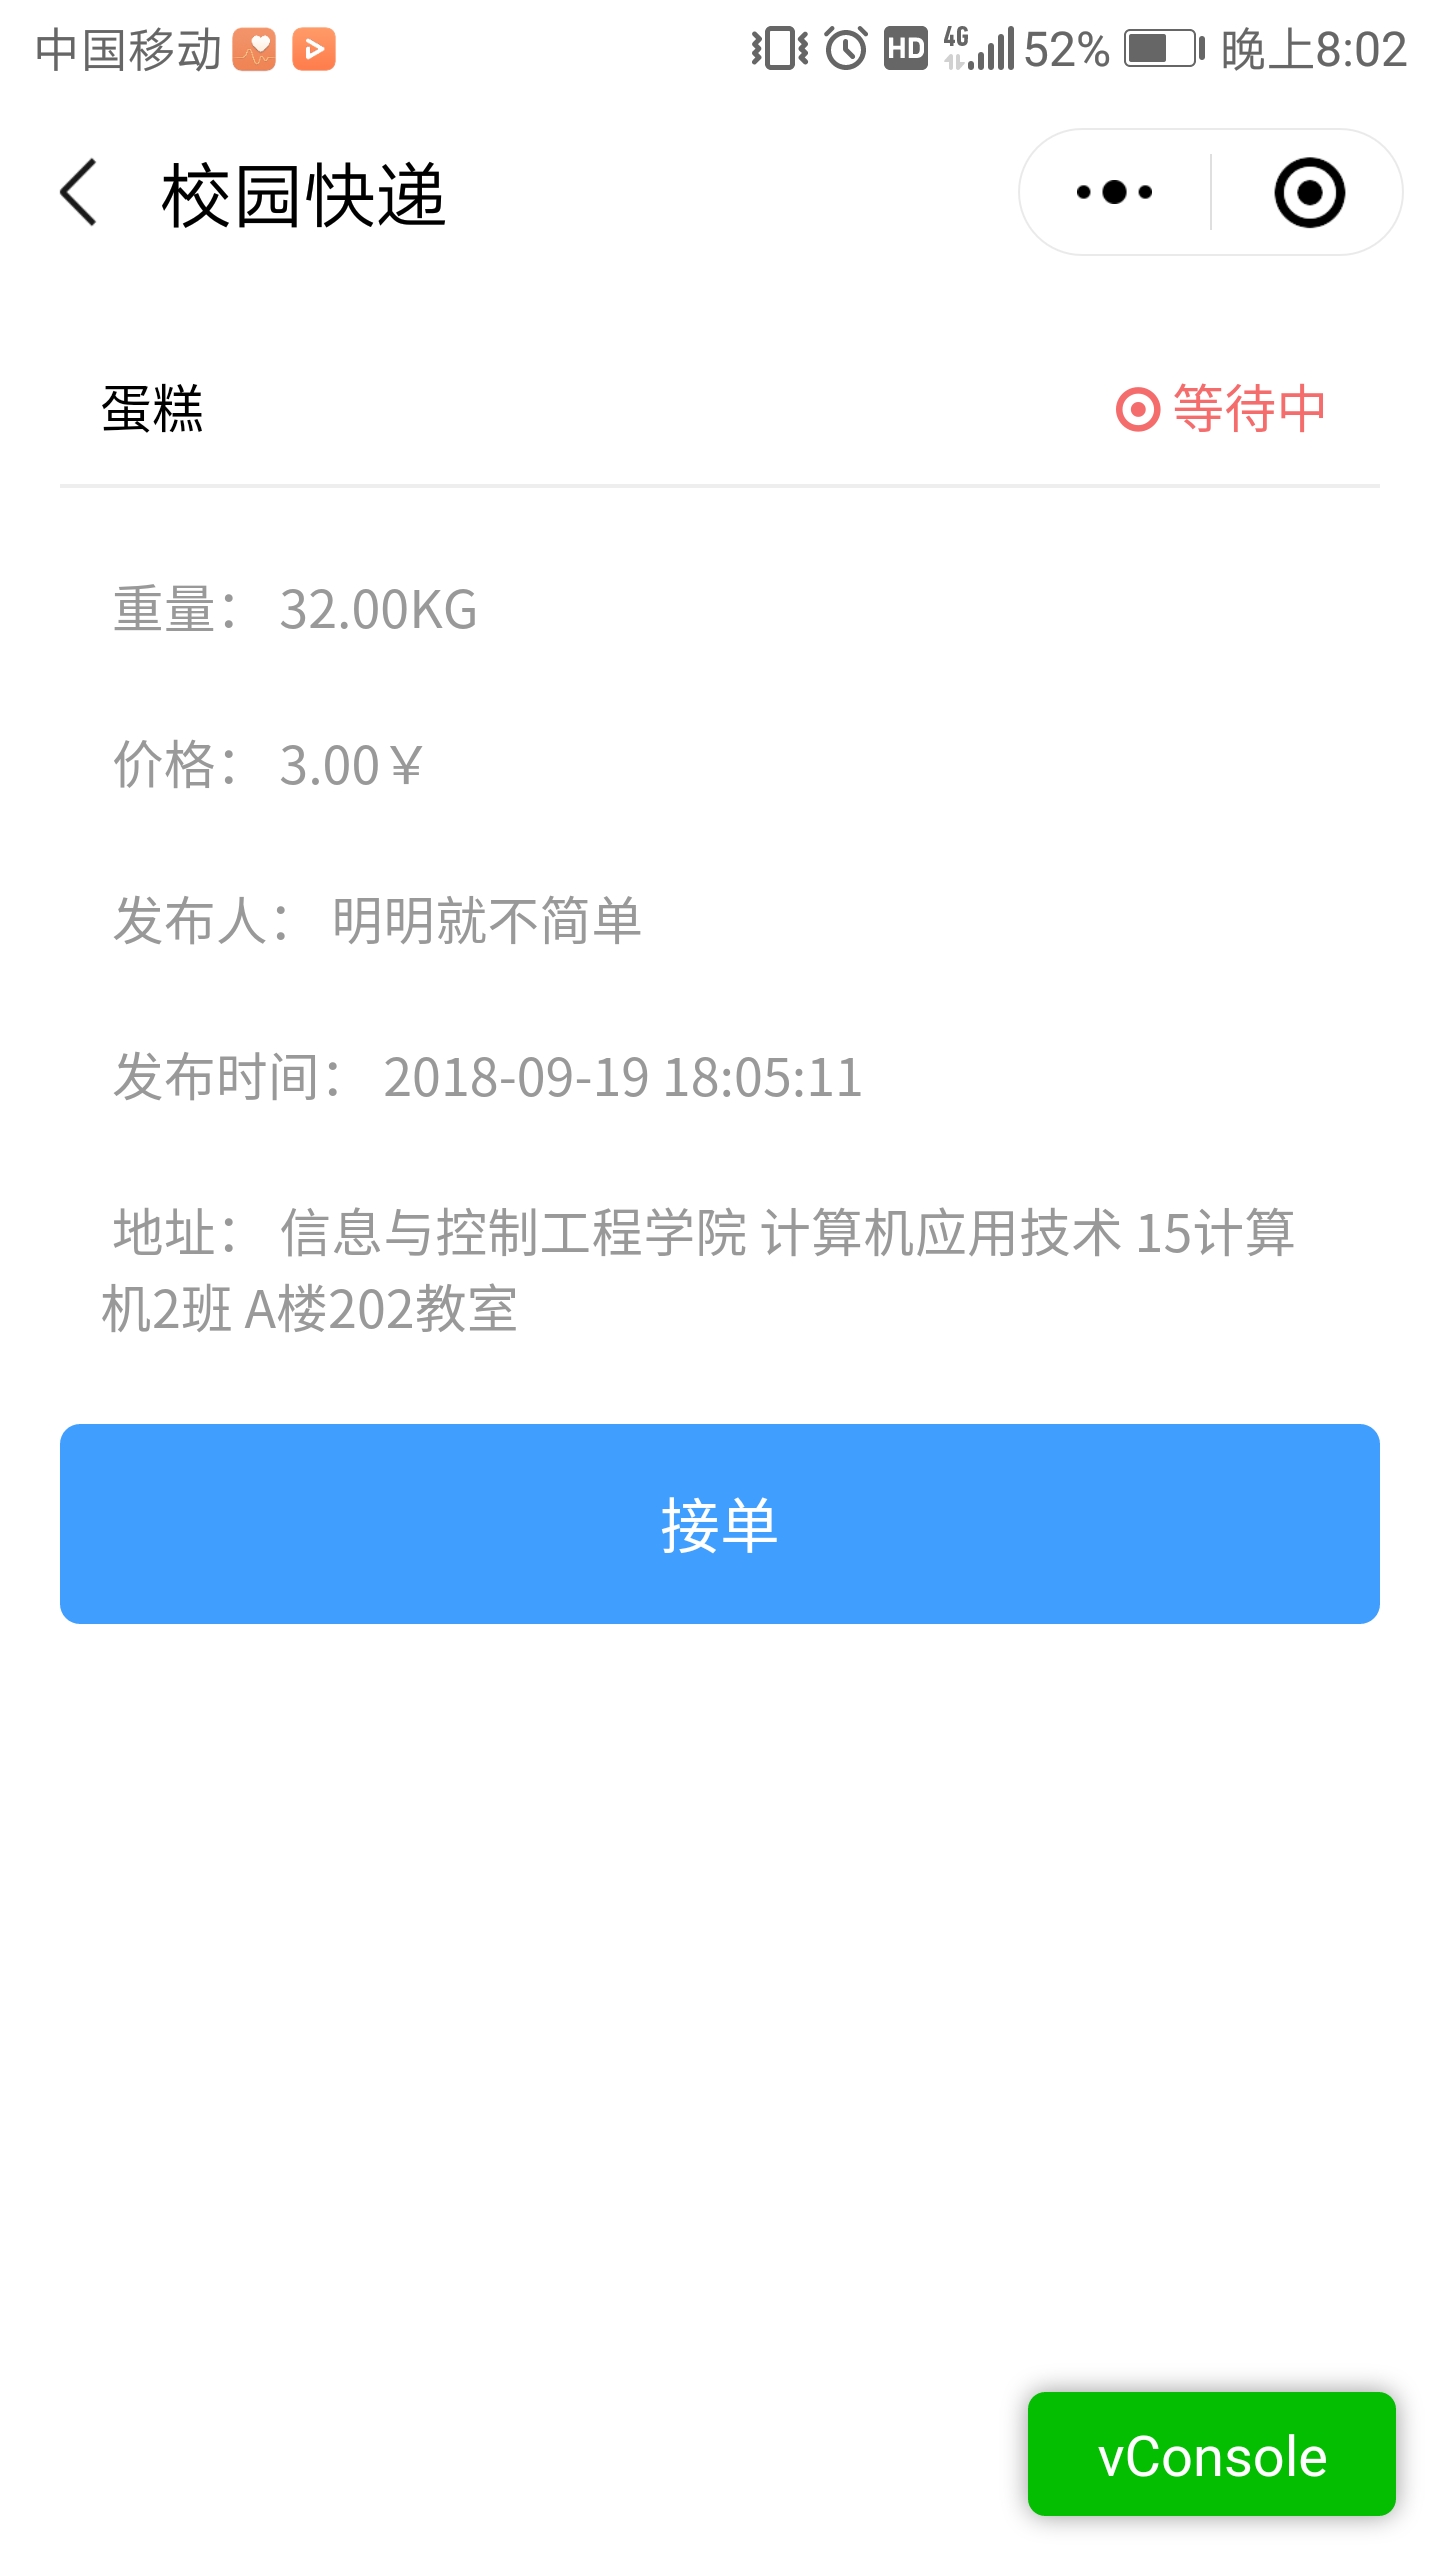 中国移动 HD 4G 52% 晚上8:02
校园快递
蛋糕 等待中
重量： 32.00KG
价格： 3.00￥
发布人： 明明就不简单
发布时间： 2018-09-19 18:05:11
地址： 信息与控制工程学院 计算机应用技术 15计算
机2班 A楼202教室
接单
vConsole